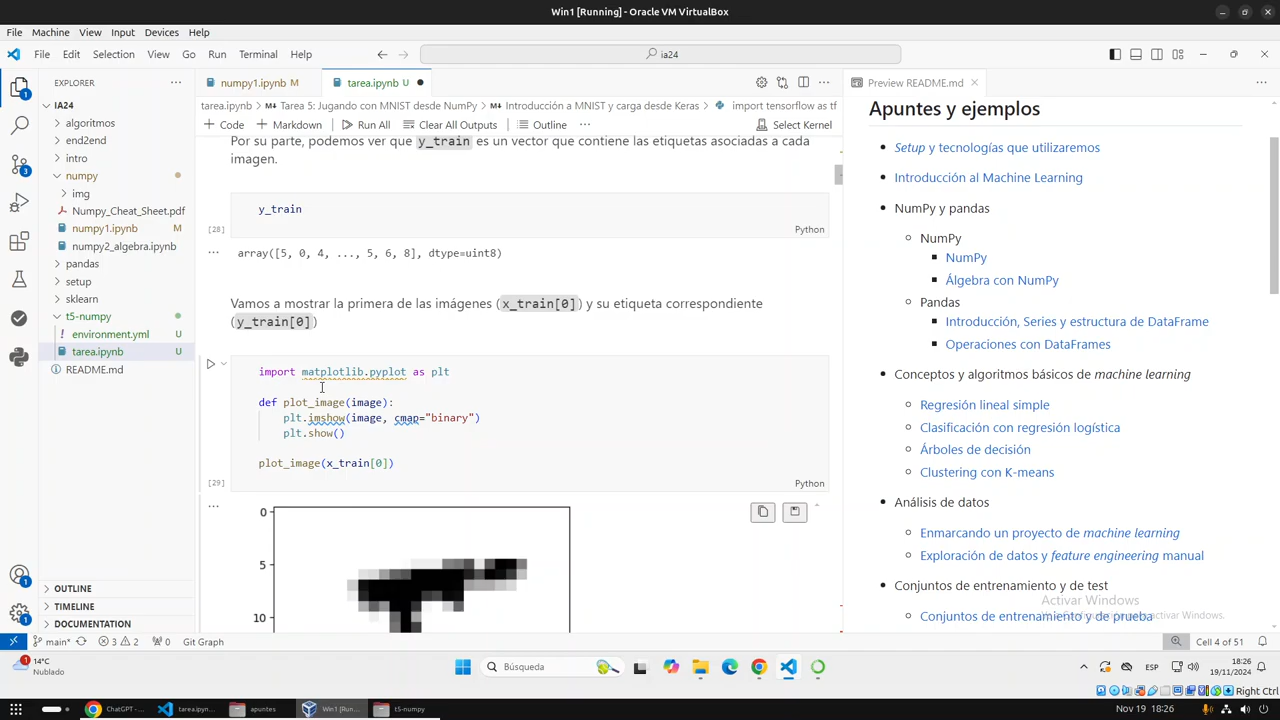 Win1 [Running] - Oracle VM VirtualBox
File Machine View Input Devices Help
File Edit Selection View Go Run Terminal Help
ia24
EXPLORER
IA24
algoritmos
end2end
intro
numpy
img
Numpy_Cheat_Sheet.pdf
numpy1.ipynb M
numpy2_algebra.ipynb
pandas
setup
sklearn
t5-numpy
environment.yml U
tarea.ipynb U
README.md
OUTLINE
TIMELINE
DOCUMENTATION
numpy1.ipynb M
tarea.ipynb U
tarea.ipynb > Tarea 5: Jugando con MNIST desde NumPy > Introducción a MNIST y carga desde Keras > import tensorflow as tf
Code Markdown Run All Clear All Outputs Outline ... Select Kernel
Por su parte, podemos ver que y_train es un vector que contiene las etiquetas asociadas a cada
imagen.
y_train
[28] Python
array([5, 0, 4, ..., 5, 6, 8], dtype=uint8)
Vamos a mostrar la primera de las imágenes (x_train[0]) y su etiqueta correspondiente
(y_train[0])
import matplotlib.pyplot as plt
def plot_image(image):
plt.imshow(image, cmap="binary")
plt.show()
plot_image(x_train[0])
[29] Python
0
5
10
Preview README.md
Apuntes y ejemplos
Setup y tecnologías que utilizaremos
Introducción al Machine Learning
NumPy y pandas
NumPy
NumPy
Álgebra con NumPy
Pandas
Introducción, Series y estructura de DataFrame
Operaciones con DataFrames
Conceptos y algoritmos básicos de machine learning
Regresión lineal simple
Clasificación con regresión logística
Árboles de decisión
Clustering con K-means
Análisis de datos
Enmarcando un proyecto de machine learning
Exploración de datos y feature engineering manual
Conjuntos de entrenamiento y de test
Conjuntos de entrenamiento y de prueba
Activar Windows
activar Windows.
main* 3 2 0 Git Graph
Cell 4 of 51
14°C
Nublado
Búsqueda
ESP
18:26
19/11/2024
Right Ctrl
ChatGPT - ...
tarea.ipyn...
apuntes
Win1 [Run...
t5-numpy
Nov 19 18:26